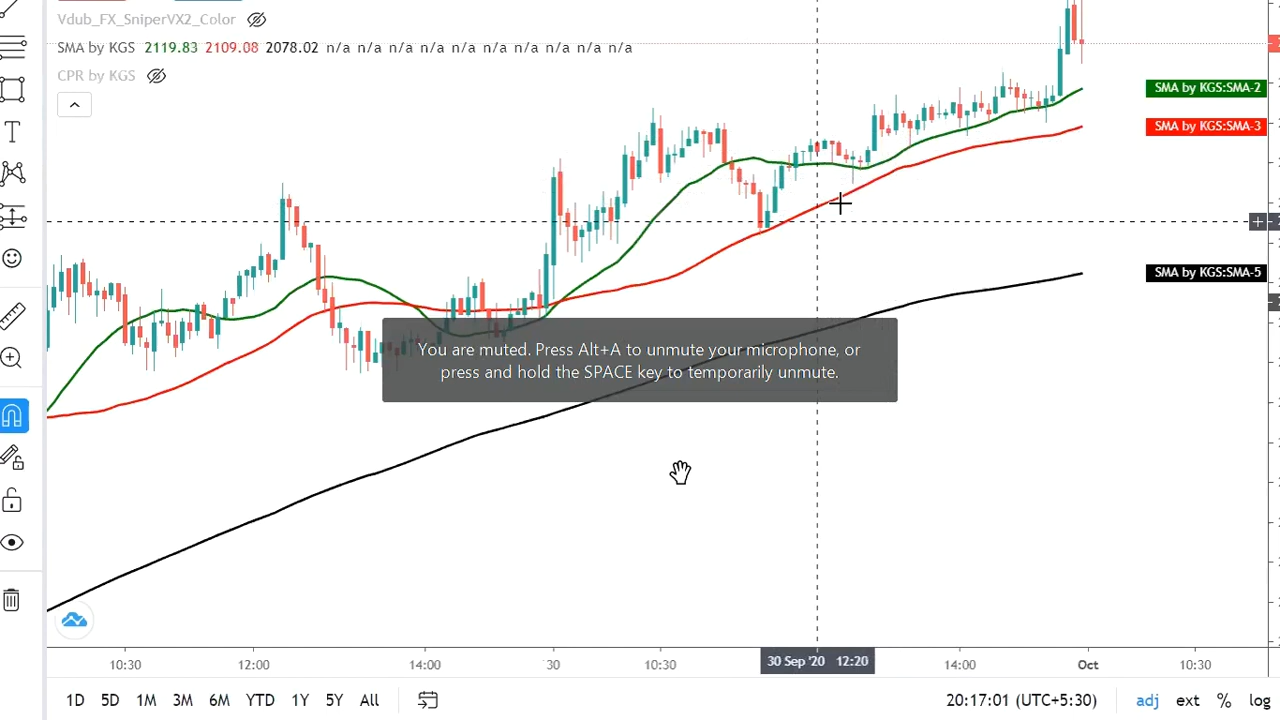 Vdub_FX_SniperVX2_Color
SMA by KGS 2119.83 2109.08 2078.02 n/a n/a n/a n/a n/a n/a n/a n/a n/a n/a
CPR by KGS
SMA by KGS:SMA-2
SMA by KGS:SMA-3
SMA by KGS:SMA-5
You are muted. Press Alt+A to unmute your microphone, or
press and hold the SPACE key to temporarily unmute.
10:30 12:00 14:00 :30 10:30 30 Sep '20 12:20 14:00 Oct 10:30
1D 5D 1M 3M 6M YTD 1Y 5Y All 20:17:01 (UTC+5:30) adj ext % log